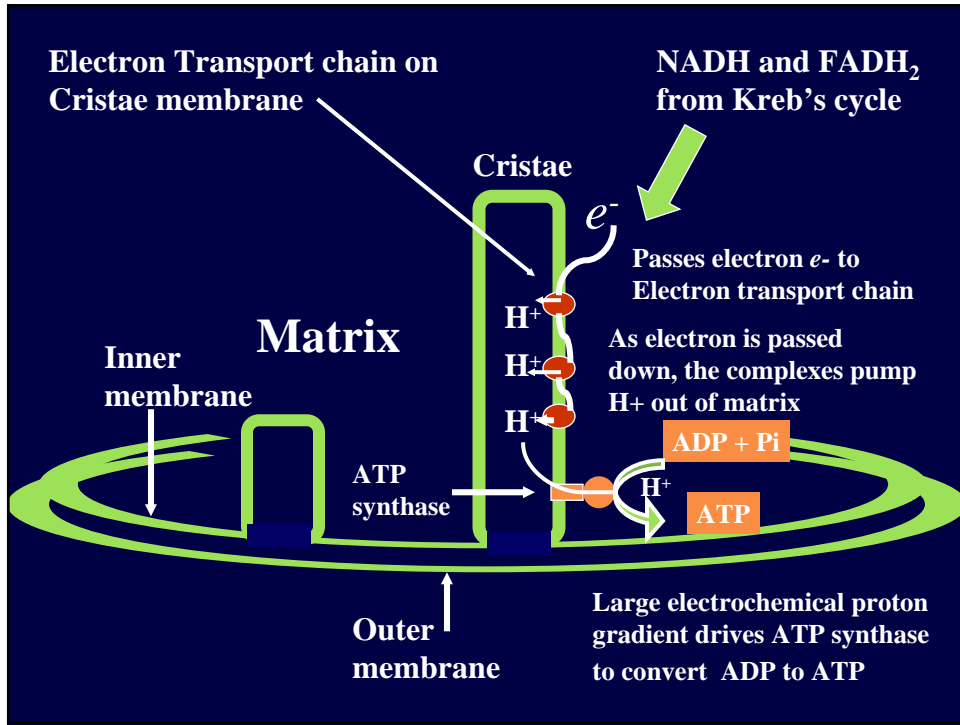 Electron Transport chain on
Cristae membrane
NADH and FADH₂
from Kreb’s cycle
Cristae
e⁻
Passes electron e- to
Electron transport chain
H⁺
Matrix
As electron is passed
down, the complexes pump
H+ out of matrix
H⁺
H⁺
Inner
membrane
ADP + Pi
ATP
synthase
H⁺
ATP
Outer
membrane
Large electrochemical proton
gradient drives ATP synthase
to convert ADP to ATP